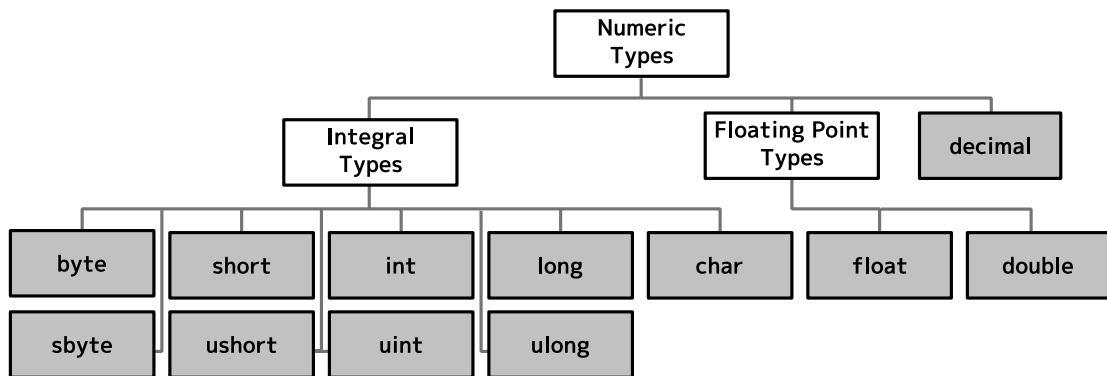 Numeric
Types
Integral
Types
Floating Point
Types
decimal
byte
short
int
long
char
float
double
sbyte
ushort
uint
ulong